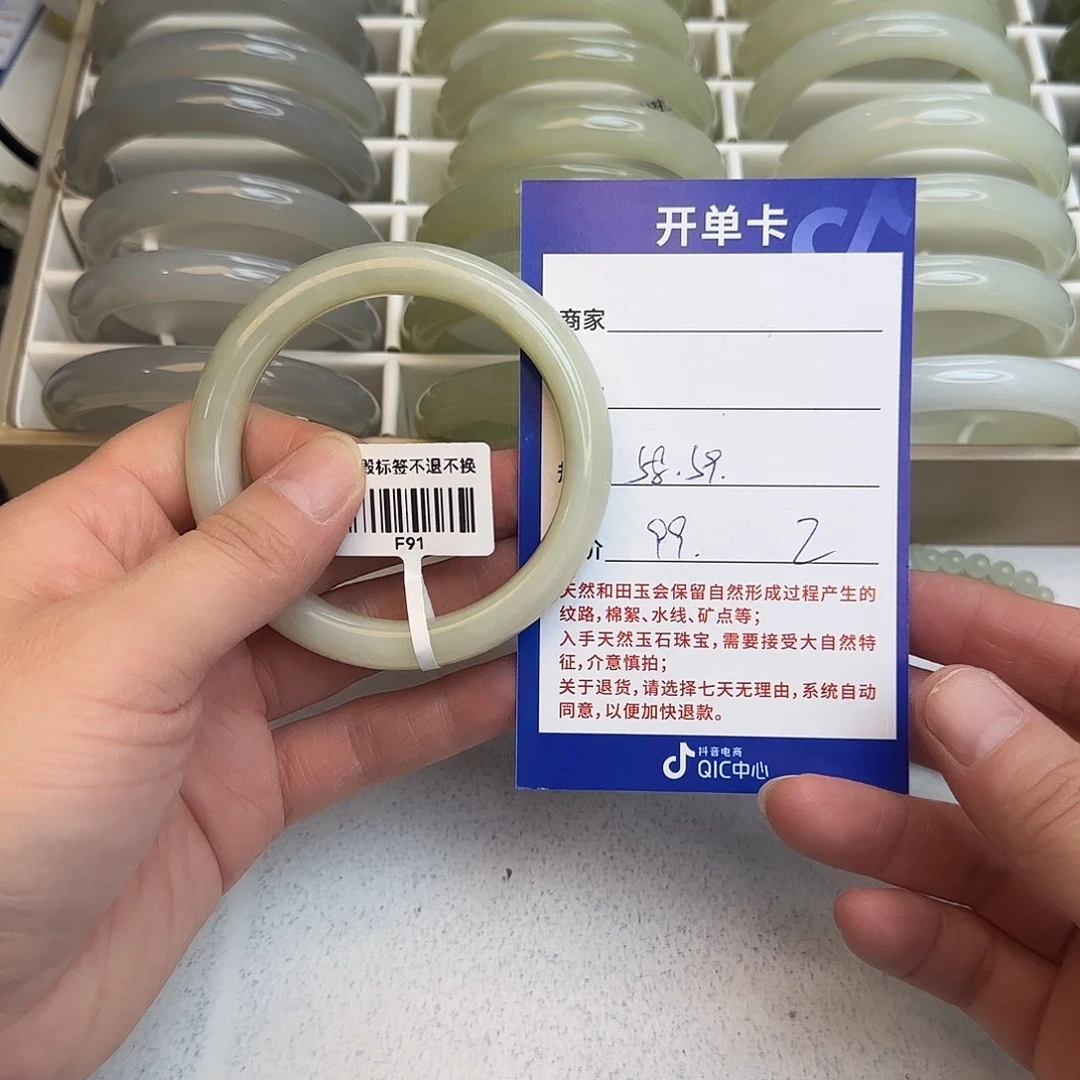 开单卡
商家
58.59.
价 99. 2
天然和田玉会保留自然形成过程产生的
纹路,棉絮、水线、矿点等;
入手天然玉石珠宝,需要接受大自然特
征,介意慎拍;
关于退货,请选择七天无理由,系统自动
同意,以便加快退款。
抖音电商
QIC中心
毁标签不退不换
F91